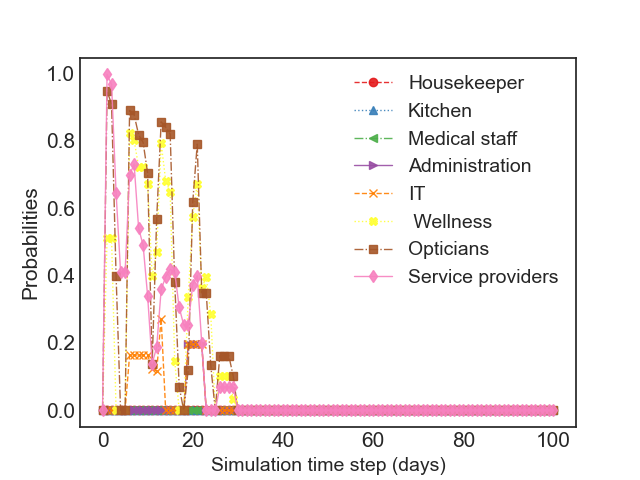 1.0
0.8
0.6
0.4
0.2
0.0
Probabilities
Housekeeper
Kitchen
Medical staff
Administration
IT
Wellness
Opticians
Service providers
0 20 40 60 80 100
Simulation time step (days)